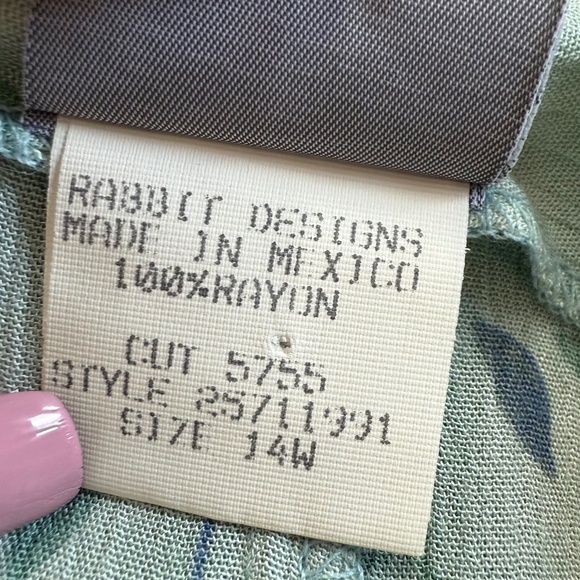 RABBIT DESIGNS
MADE IN MEXICO
100%RAYON
CUT 5755
STYLE 25711991
SIZE 14W